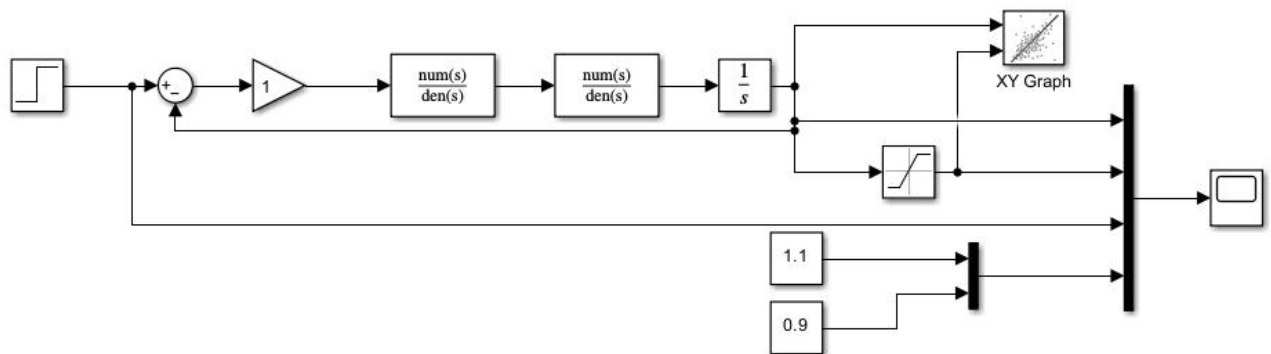 +
−
1
num(s)
den(s)
num(s)
den(s)
1
s
XY Graph
1.1
0.9